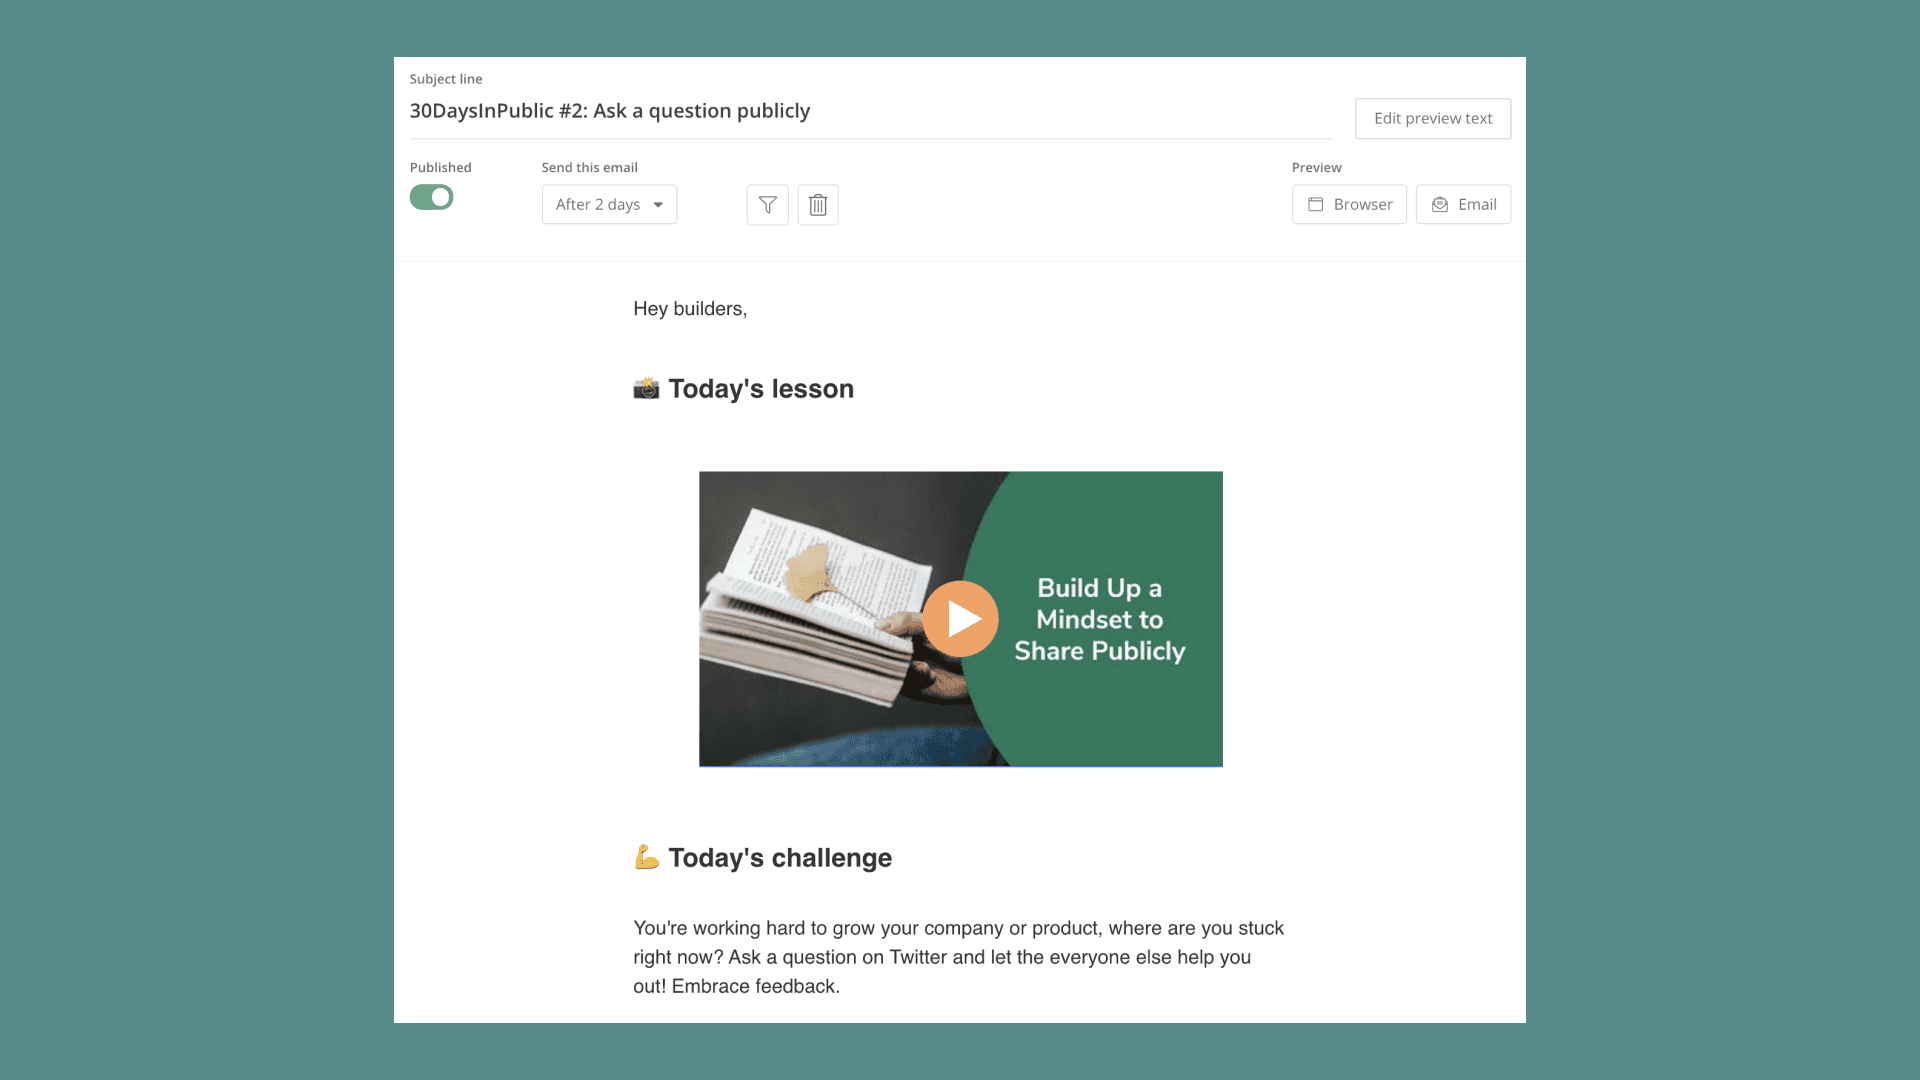 Subject line
30DaysInPublic #2: Ask a question publicly
Edit preview text
Published
Send this email
Preview
After 2 days
Browser
Email
Hey builders,
📸 Today's lesson
Build Up a
Mindset to
Share Publicly
💪 Today's challenge
You're working hard to grow your company or product, where are you stuck
right now? Ask a question on Twitter and let the everyone else help you
out! Embrace feedback.